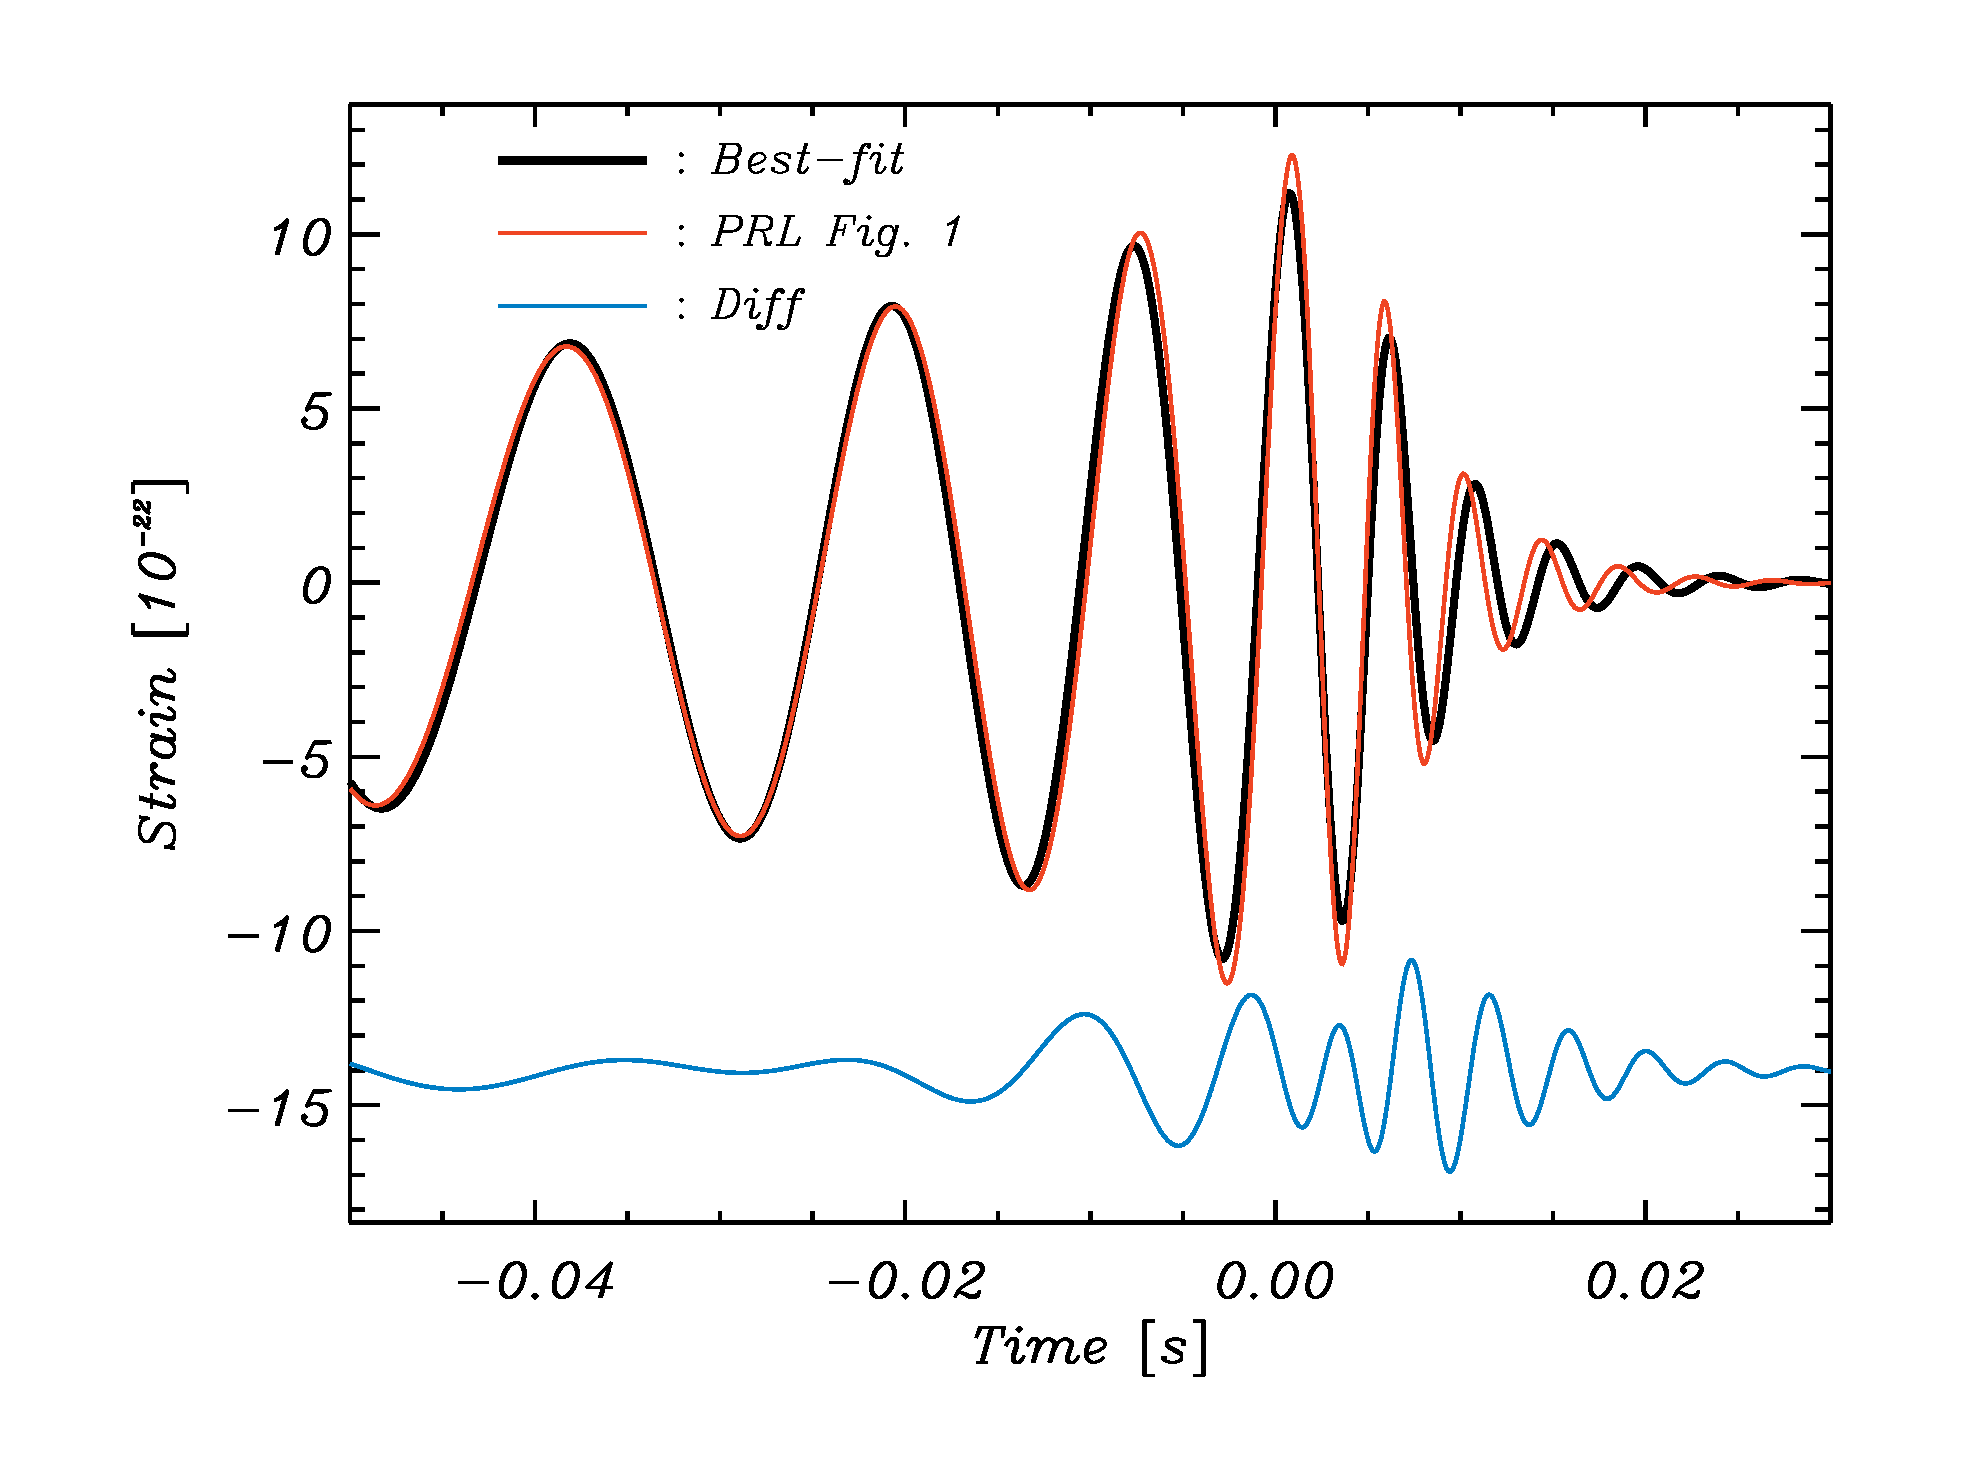 : Best-fit
: PRL Fig. 1
: Diff
10
5
0
-5
-10
-15
Strain [10^-22]
-0.04 -0.02 0.00 0.02
Time [s]